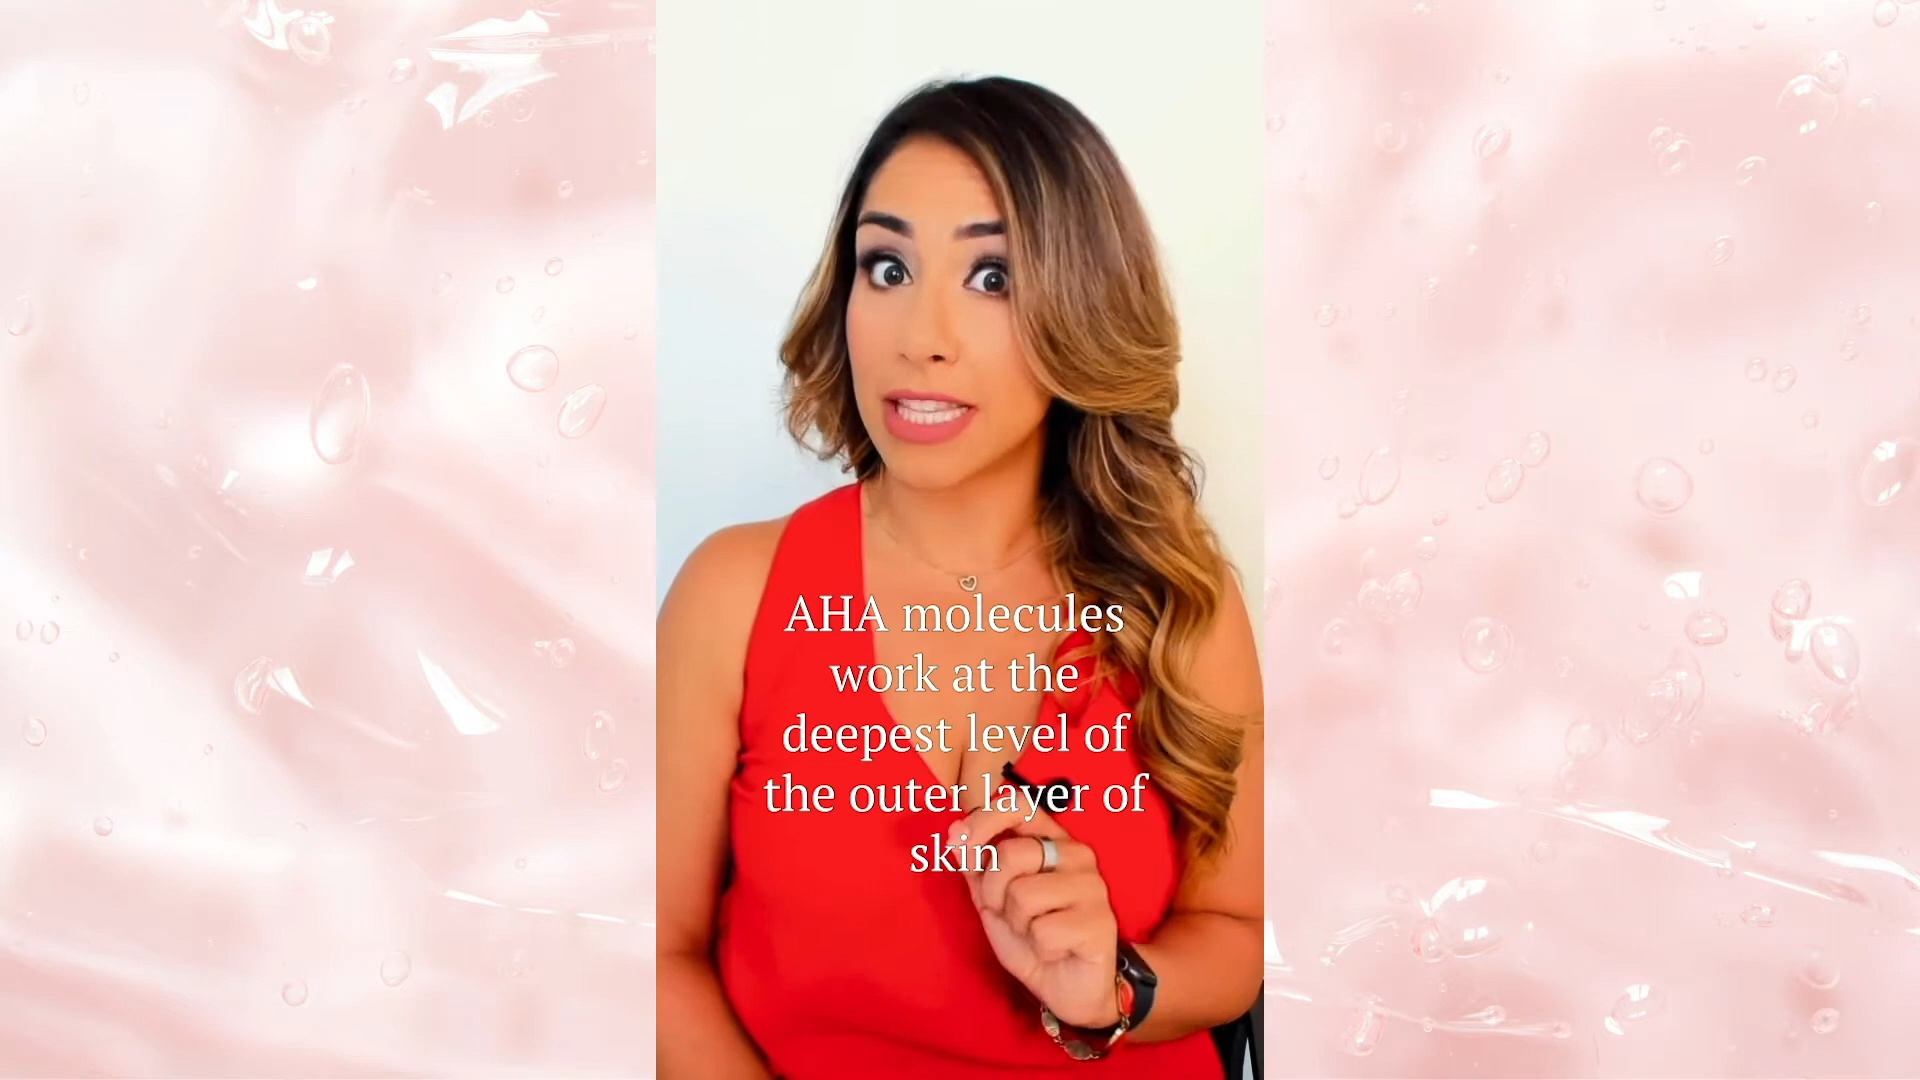 AHA molecules
work at the
deepest level of
the outer layer of
skin